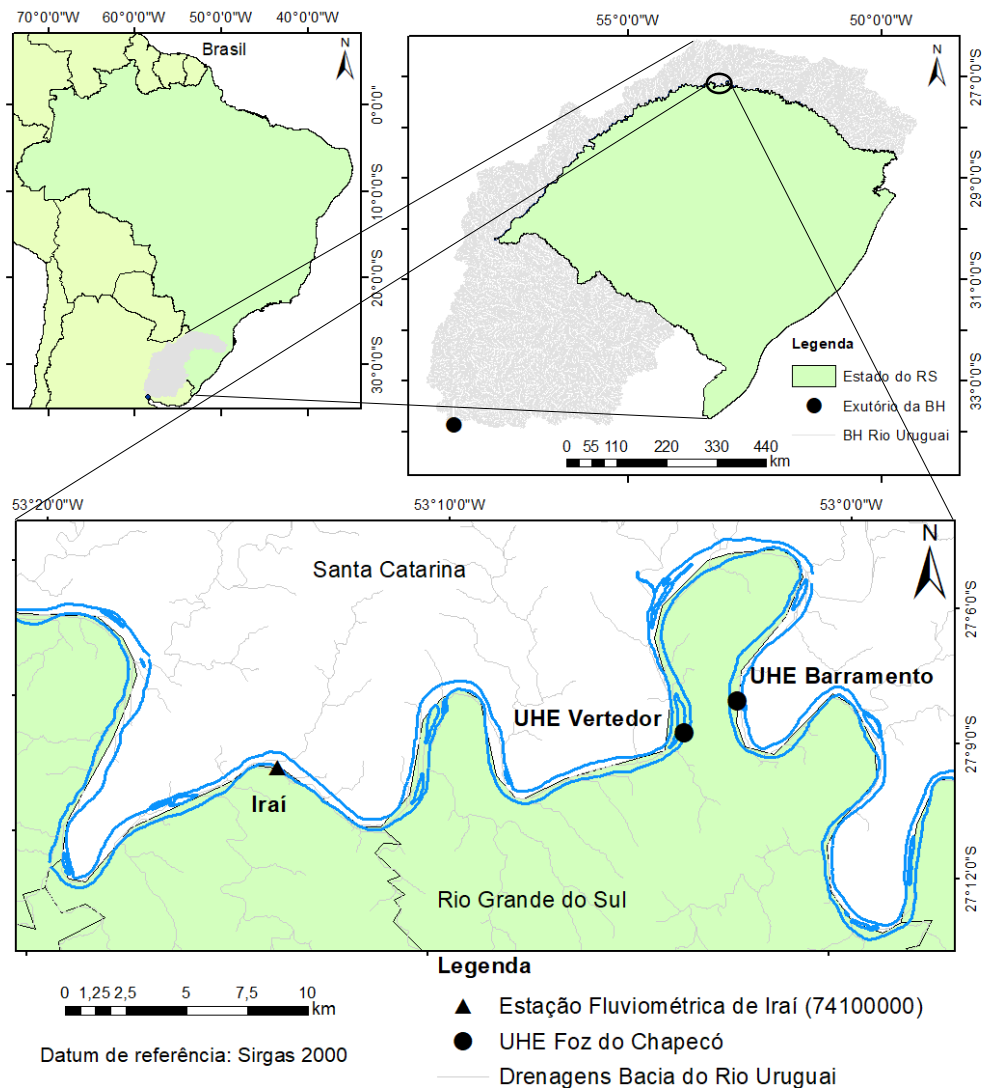 70°0'0"W 60°0'0"W 50°0'0"W 40°0'0"W
Brasil
N
0°0'0"
10°0'0"S
20°0'0"S
30°0'0"S
55°0'0"W 50°0'0"W
N
27°0'0"S
29°0'0"S
31°0'0"S
33°0'0"S
Legenda
Estado do RS
Exutório da BH
BH Rio Uruguai
0 55 110 220 330 440
km
53°20'0"W 53°10'0"W 53°0'0"W
N
Santa Catarina
27°6'0"S
UHE Barramento
UHE Vertedor
27°9'0"S
Iraí
27°12'0"S
Rio Grande do Sul
Legenda
0 1,25 2,5 5 7,5 10
km
Estação Fluviométrica de Iraí (74100000)
UHE Foz do Chapecó
Datum de referência: Sirgas 2000
Drenagens Bacia do Rio Uruguai